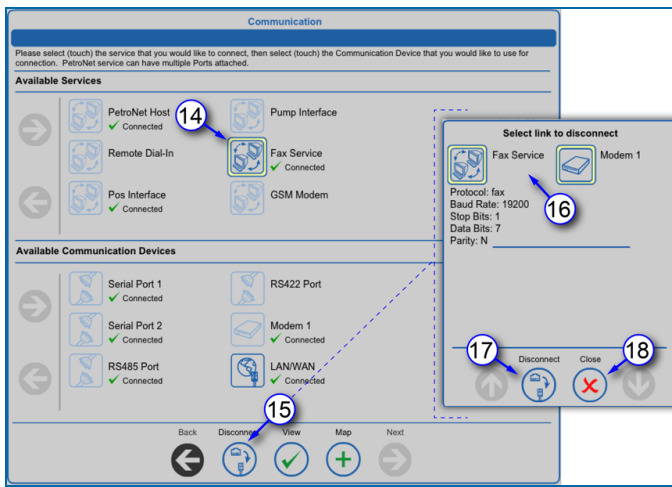 Communication
Please select (touch) the service that you would like to connect, then select (touch) the Communication Device that you would like to use for
connection. PetroNet service can have multiple Ports attached.
Available Services
PetroNet Host
Connected
14
Pump Interface
Remote Dial-In
Fax Service
Connected
Pos Interface
Connected
GSM Modem
Available Communication Devices
Serial Port 1
Connected
RS422 Port
Serial Port 2
Connected
Modem 1
Connected
RS485 Port
Connected
LAN/WAN
Connected
15
Back
Disconnect
View
Map
Next
Select link to disconnect
Fax Service
Modem 1
16
Protocol: fax
Baud Rate: 19200
Stop Bits: 1
Data Bits: 7
Parity: N
17
Disconnect
Close
18